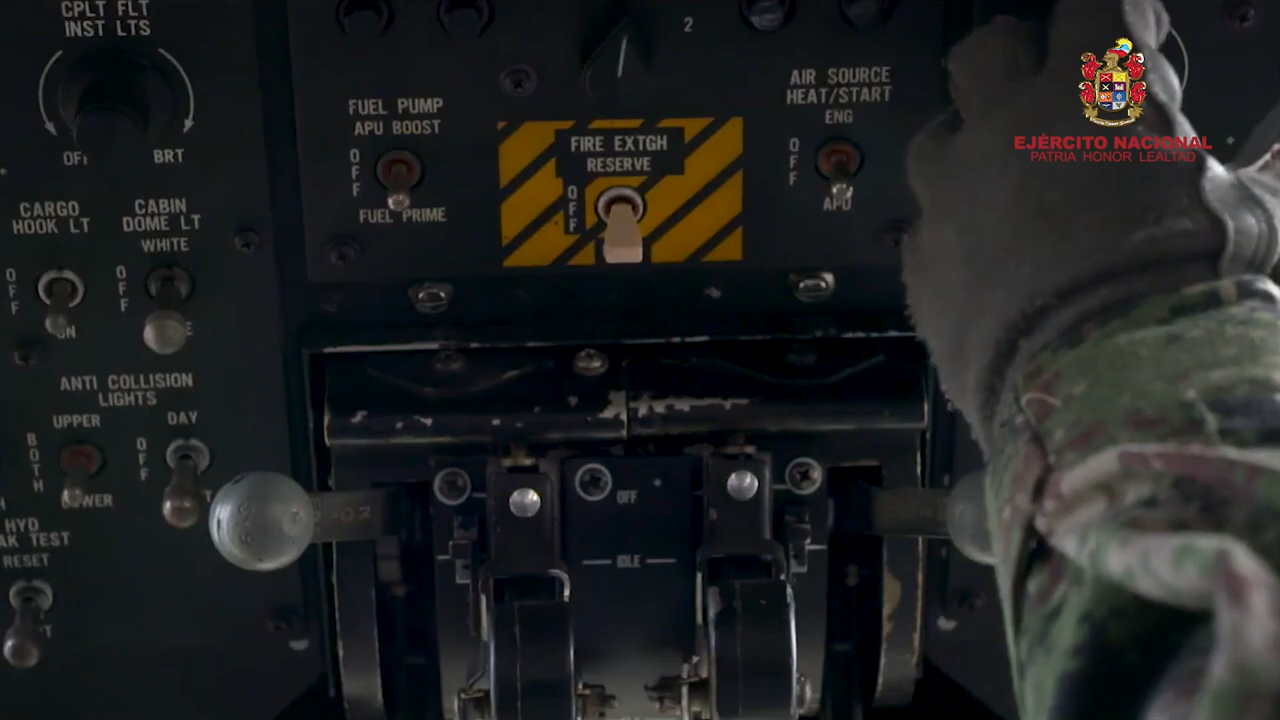 CPLT FLT
INST LTS
OFF
BRT
2
FUEL PUMP
APU BOOST
OFF
FUEL PRIME
FIRE EXTGH
RESERVE
OFF
AIR SOURCE
HEAT/START
ENG
OFF
APU
EJÉRCITO NACIONAL
PATRIA HONOR LEALTAD
CARGO
HOOK LT
OFF
ON
CABIN
DOME LT
WHITE
OFF
ANTI COLLISION
LIGHTS
UPPER
DAY
BOTH
OFF
LOWER
HYD
RESET
OFF
IDLE